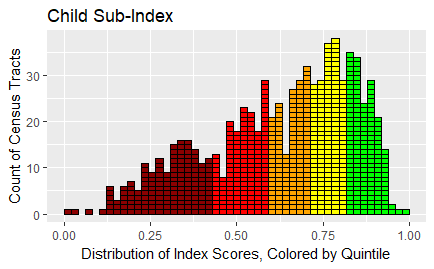 Child Sub-Index
Count of Census Tracts
30
20
10
0
0.00 0.25 0.50 0.75 1.00
Distribution of Index Scores, Colored by Quintile